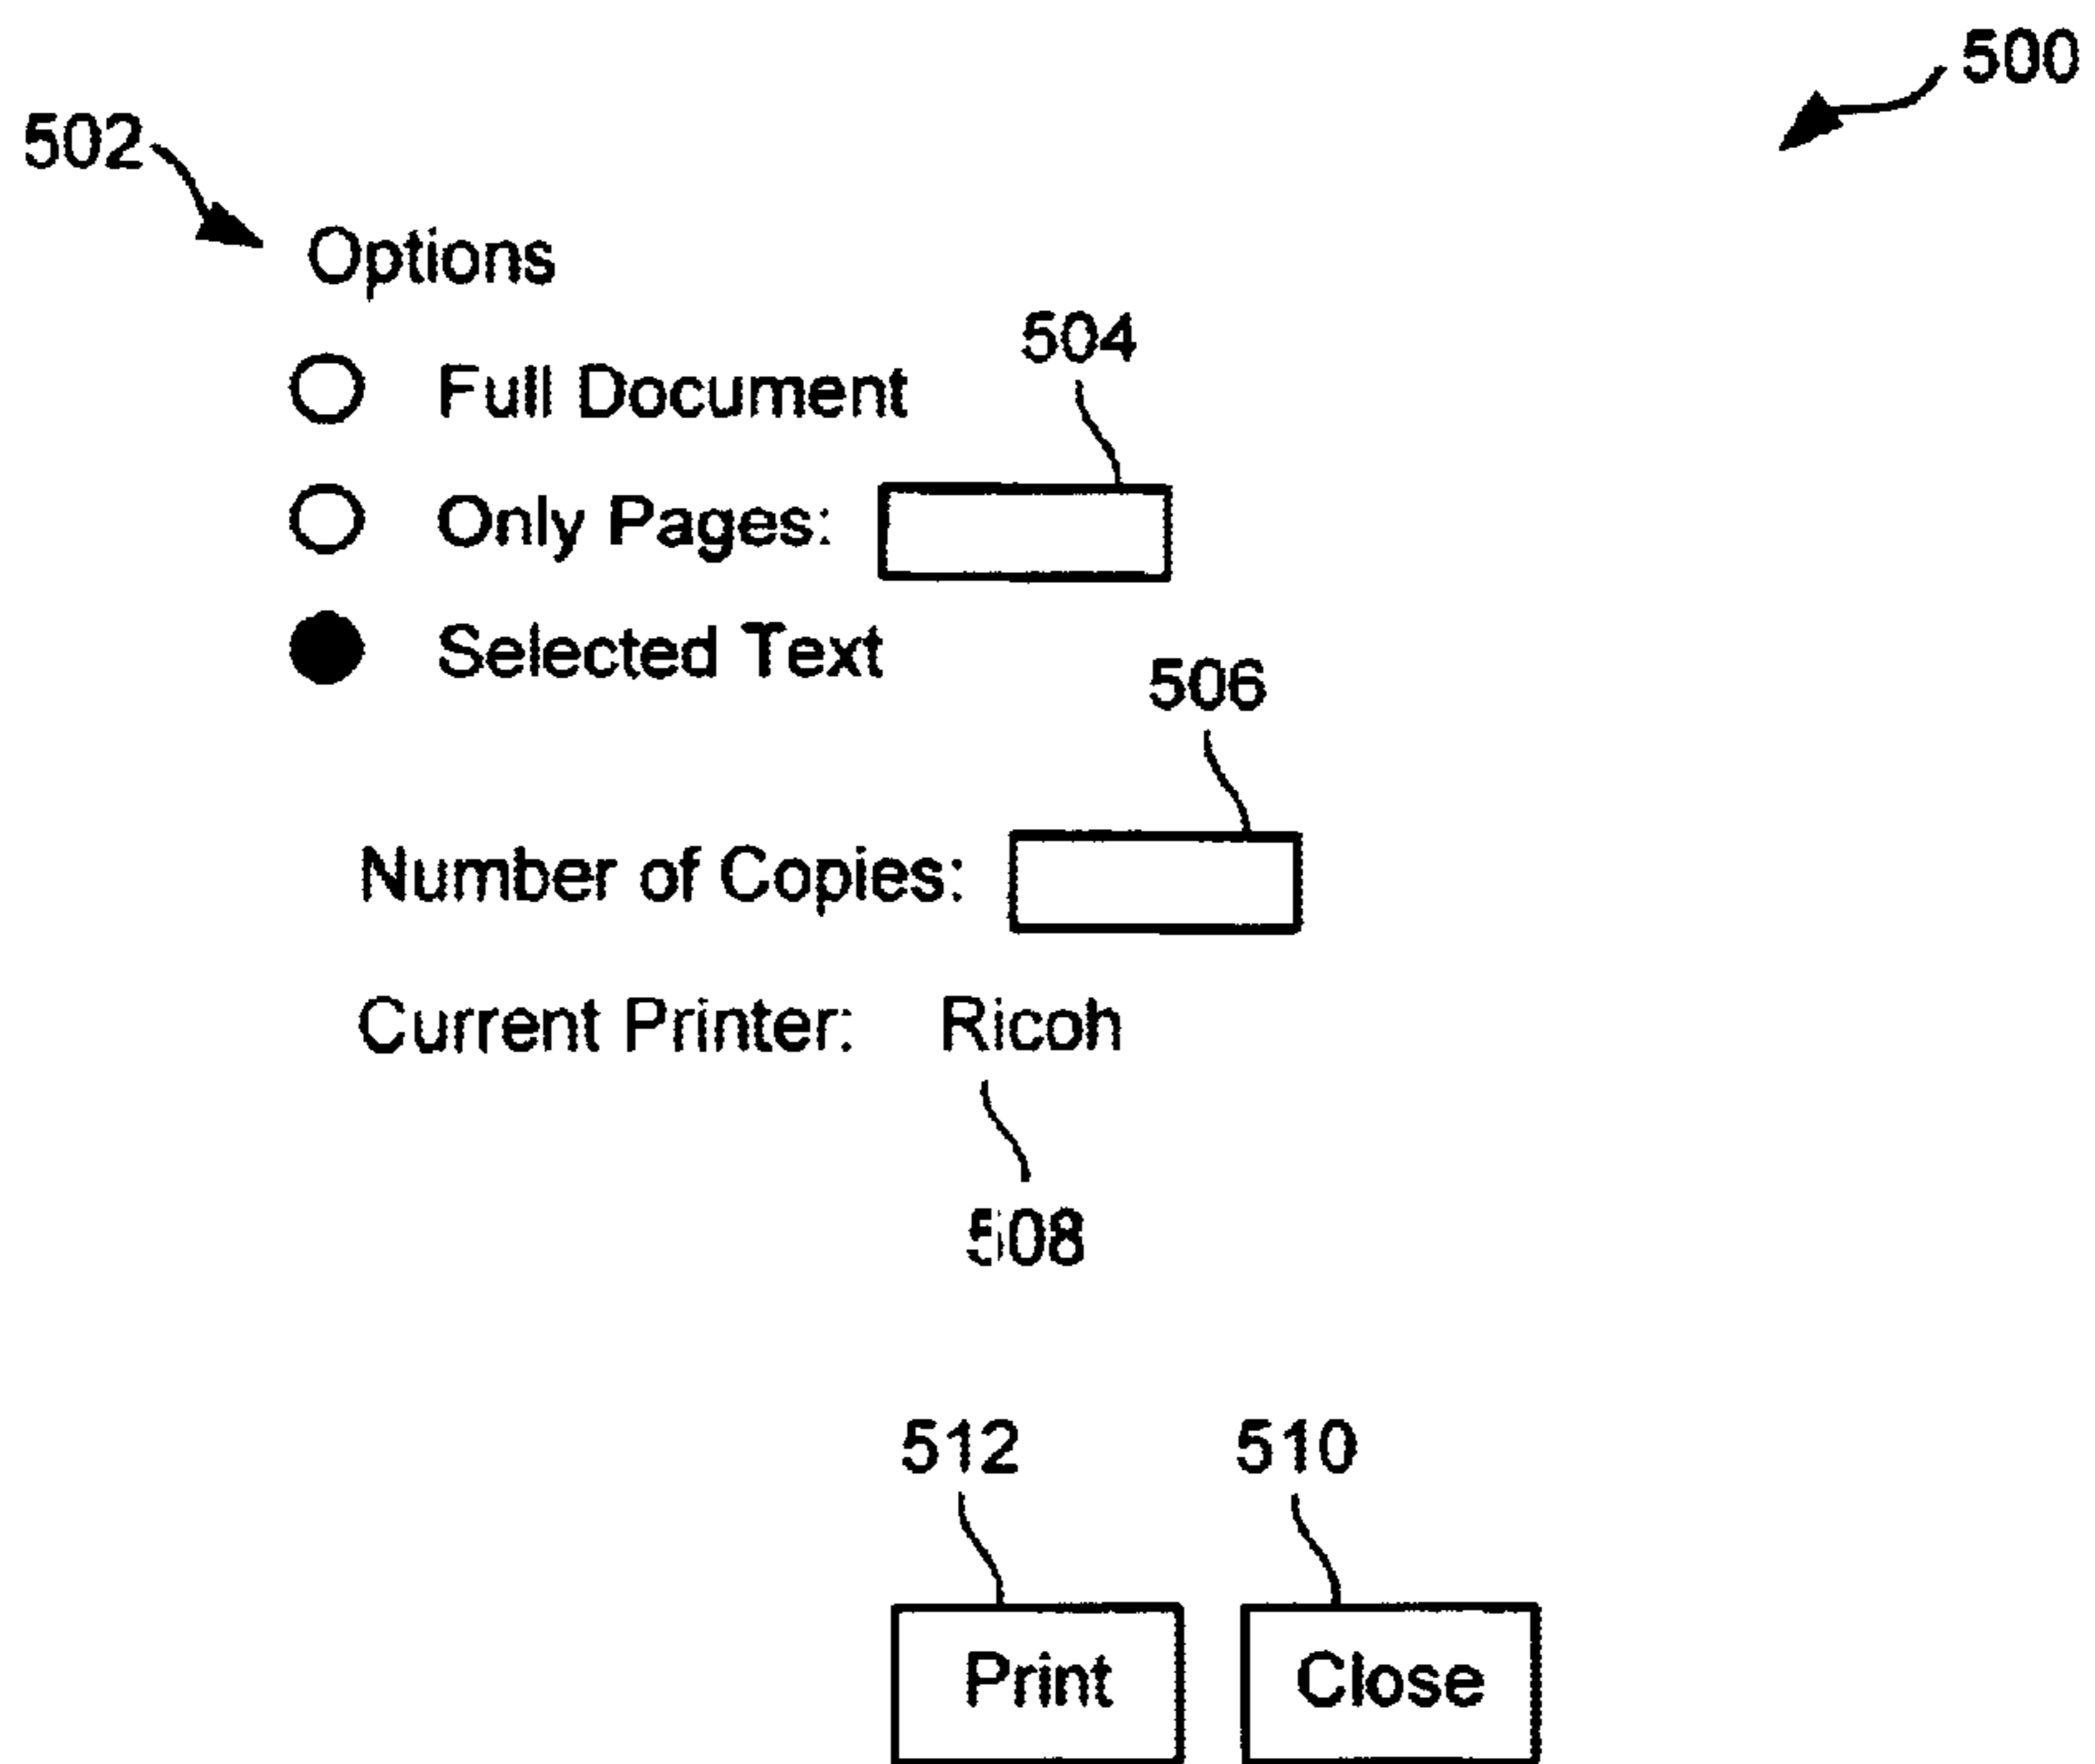 500
502
Options
504
Full Document
Only Pages:
Selected Text
506
Number of Copies:
Current Printer: Ricoh
508
512 510
Print Close